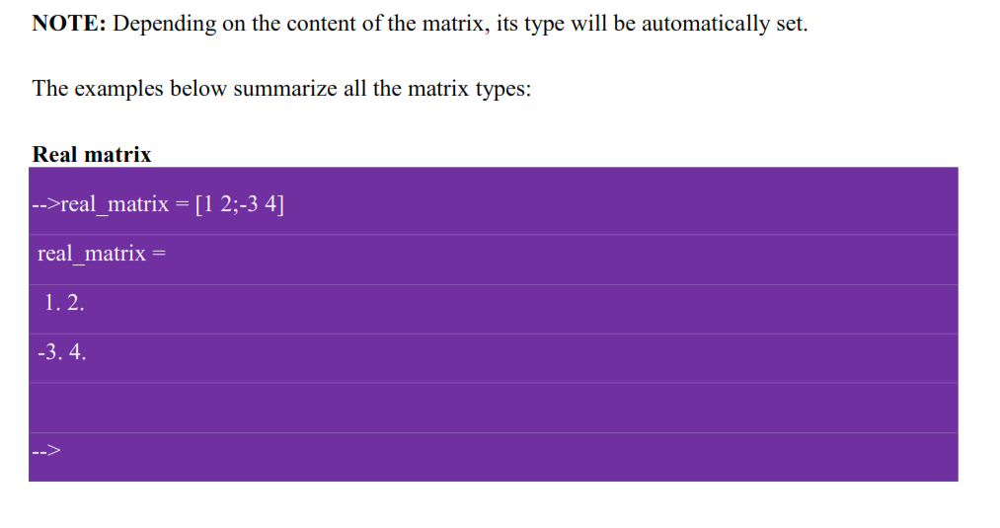 NOTE: Depending on the content of the matrix, its type will be automatically set.
The examples below summarize all the matrix types:
Real matrix
-->real_matrix = [1 2;-3 4]
real_matrix =
1. 2.
-3. 4.
-->